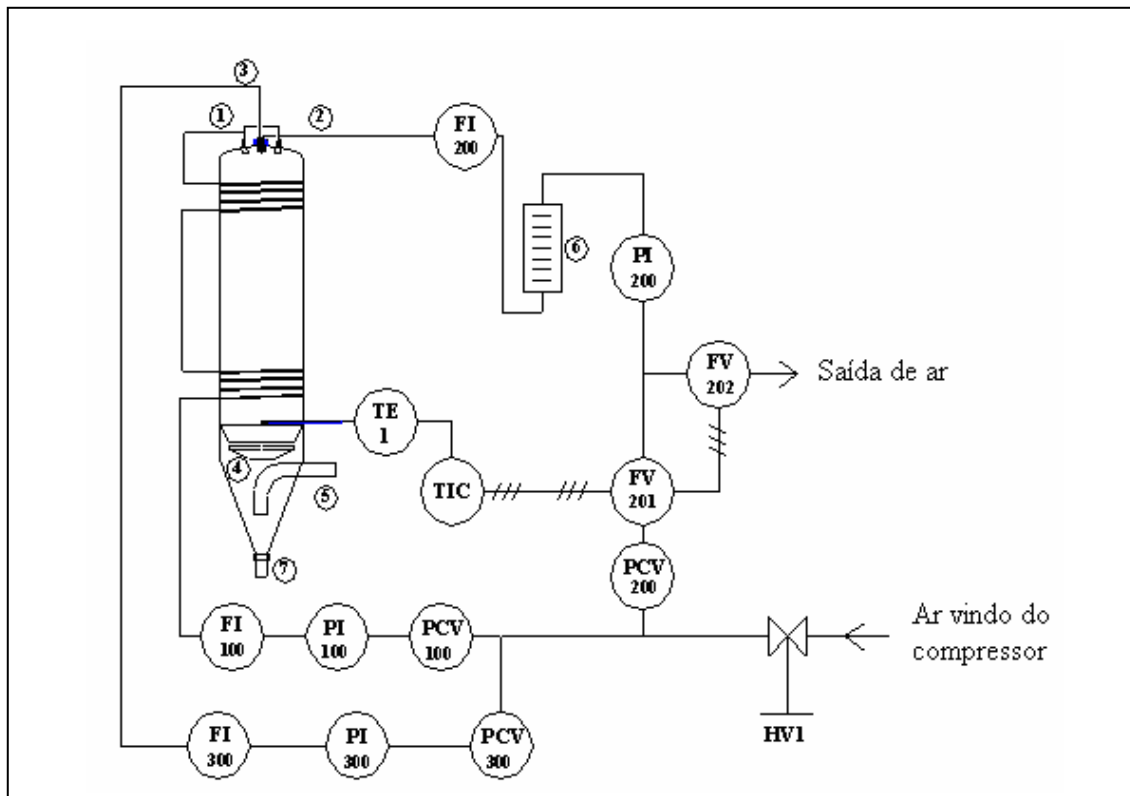 3
1
2
FI
200
6
PI
200
FV
202
Saída de ar
TE
1
4
5
TIC
FV
201
7
PCV
200
FI
100
PI
100
PCV
100
Ar vindo do
compressor
FI
300
PI
300
PCV
300
HV1